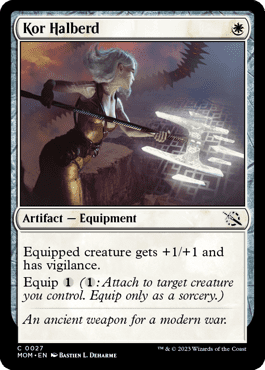 Kor Halberd
Artifact — Equipment
Equipped creature gets +1/+1 and
has vigilance.
Equip 1 (1: Attach to target creature
you control. Equip only as a sorcery.)
An ancient weapon for a modern war.
C 0027
MOM • EN Bastien L. Deharme
™ & © 2023 Wizards of the Coast